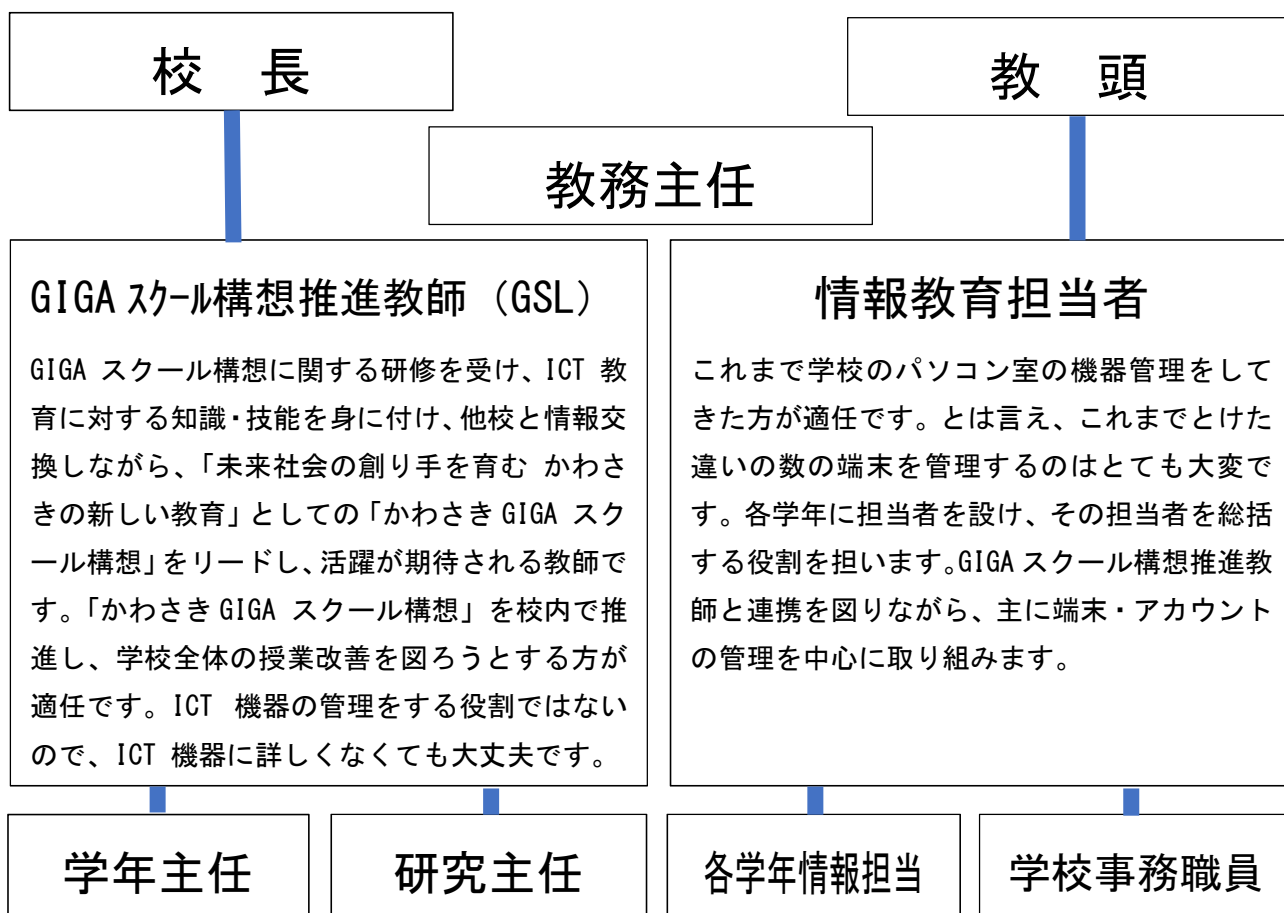 校　長
教　頭
教務主任
GIGA ｽｸｰﾙ構想推進教師（GSL）
GIGA スクール構想に関する研修を受け、ICT 教
育に対する知識・技能を身に付け、他校と情報交
換しながら、「未来社会の創り手を育む かわさ
きの新しい教育」としての「かわさき GIGA スク
ール構想」をリードし、活躍が期待される教師で
す。「かわさき GIGA スクール構想」を校内で推
進し、学校全体の授業改善を図ろうとする方が
適任です。ICT 機器の管理をする役割ではない
ので、ICT 機器に詳しくなくても大丈夫です。
情報教育担当者
これまで学校のパソコン室の機器管理をして
きた方が適任です。とは言え、これまでとけた
違いの数の端末を管理するのはとても大変で
す。各学年に担当者を設け、その担当者を総括
する役割を担います。GIGA スクール構想推進教
師と連携を図りながら、主に端末・アカウント
の管理を中心に取り組みます。
学年主任
研究主任
各学年情報担当
学校事務職員